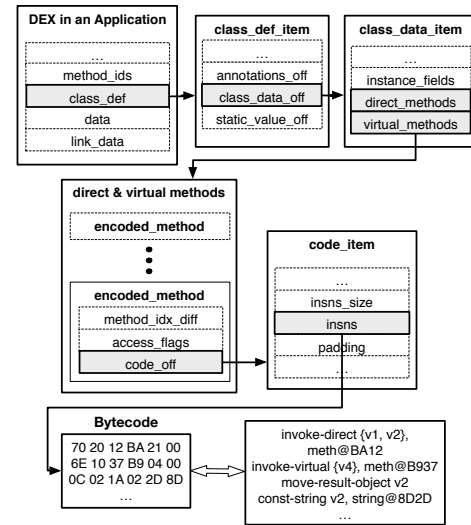 DEX in an Application
...
method_ids
class_def
data
link_data
class_def_item
...
annotations_off
class_data_off
static_value_off
class_data_item
...
instance_fields
direct_methods
virtual_methods
direct & virtual methods
encoded_method
encoded_method
method_idx_diff
access_flags
code_off
code_item
...
insns_size
insns
padding
...
Bytecode
70 20 12 BA 21 00
6E 10 37 B9 04 00
0C 02 1A 02 2D 8D
...
invoke-direct {v1, v2},
meth@BA12
invoke-virtual {v4}, meth@B937
move-result-object v2
const-string v2, string@8D2D
...